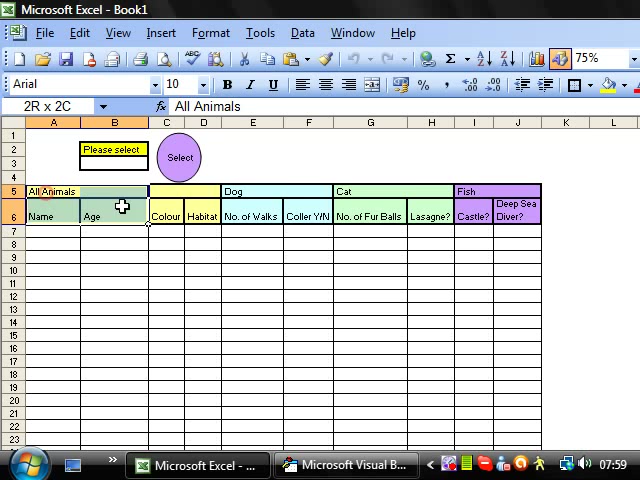 Microsoft Excel - Book1
File Edit View Insert Format Tools Data Window Help
Σ 75%
Arial 10 B I U % ,
2R x 2C fx All Animals
A B C D E F G H I J K L
1
2 Please select
3 Select
4
5 All Animals Dog Cat Fish
6 Name Age Colour Habitat No. of Walks Coller Y/N No. of Fur Balls Lasagne? Castle? Deep Sea Diver?
7
8
9
10
11
12
13
14
15
16
17
18
19
20
21
22
23
Microsoft Excel - ... Microsoft Visual B... 07:59